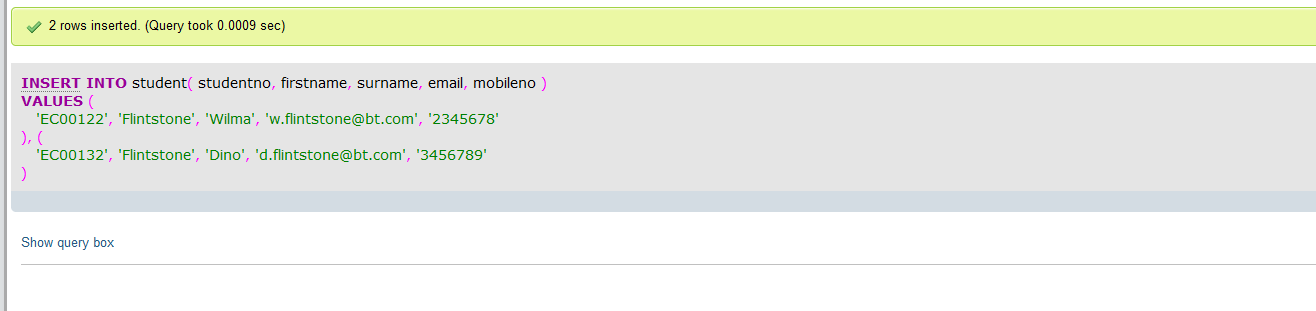 2 rows inserted. (Query took 0.0009 sec)
INSERT INTO student( studentno, firstname, surname, email, mobileno )
VALUES (
'EC00122', 'Flintstone', 'Wilma', 'w.flintstone@bt.com', '2345678'
), (
'EC00132', 'Flintstone', 'Dino', 'd.flintstone@bt.com', '3456789'
)
Show query box